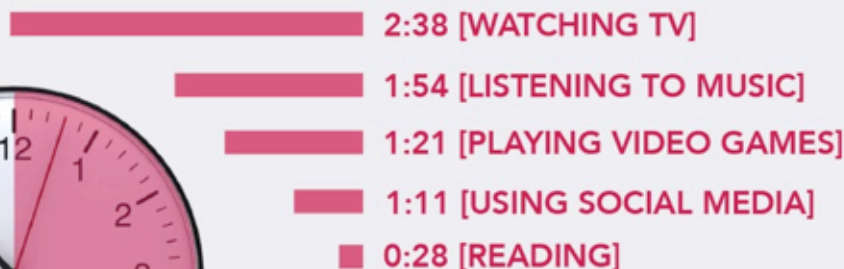 2:38 [WATCHING TV]
1:54 [LISTENING TO MUSIC]
1:21 [PLAYING VIDEO GAMES]
1:11 [USING SOCIAL MEDIA]
0:28 [READING]
12
1
2